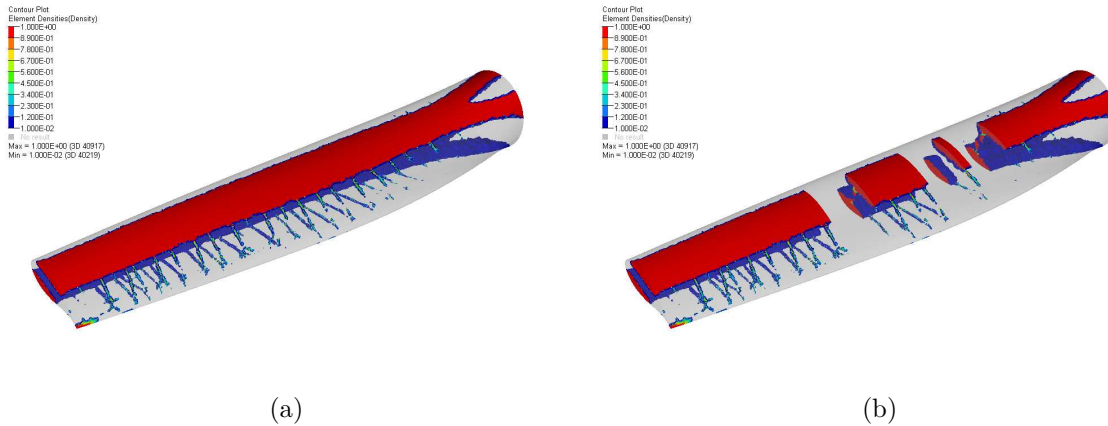 Contour Plot
Element Densities(Density)
1.000E+00
8.900E-01
7.800E-01
6.700E-01
5.600E-01
4.500E-01
3.400E-01
2.300E-01
1.200E-01
1.000E-02
No result
Max = 1.000E+00 (3D 40917)
Min = 1.000E-02 (3D 40219)
(a)
Contour Plot
Element Densities(Density)
1.000E+00
8.900E-01
7.800E-01
6.700E-01
5.600E-01
4.500E-01
3.400E-01
2.300E-01
1.200E-01
1.000E-02
No result
Max = 1.000E+00 (3D 40917)
Min = 1.000E-02 (3D 40219)
(b)